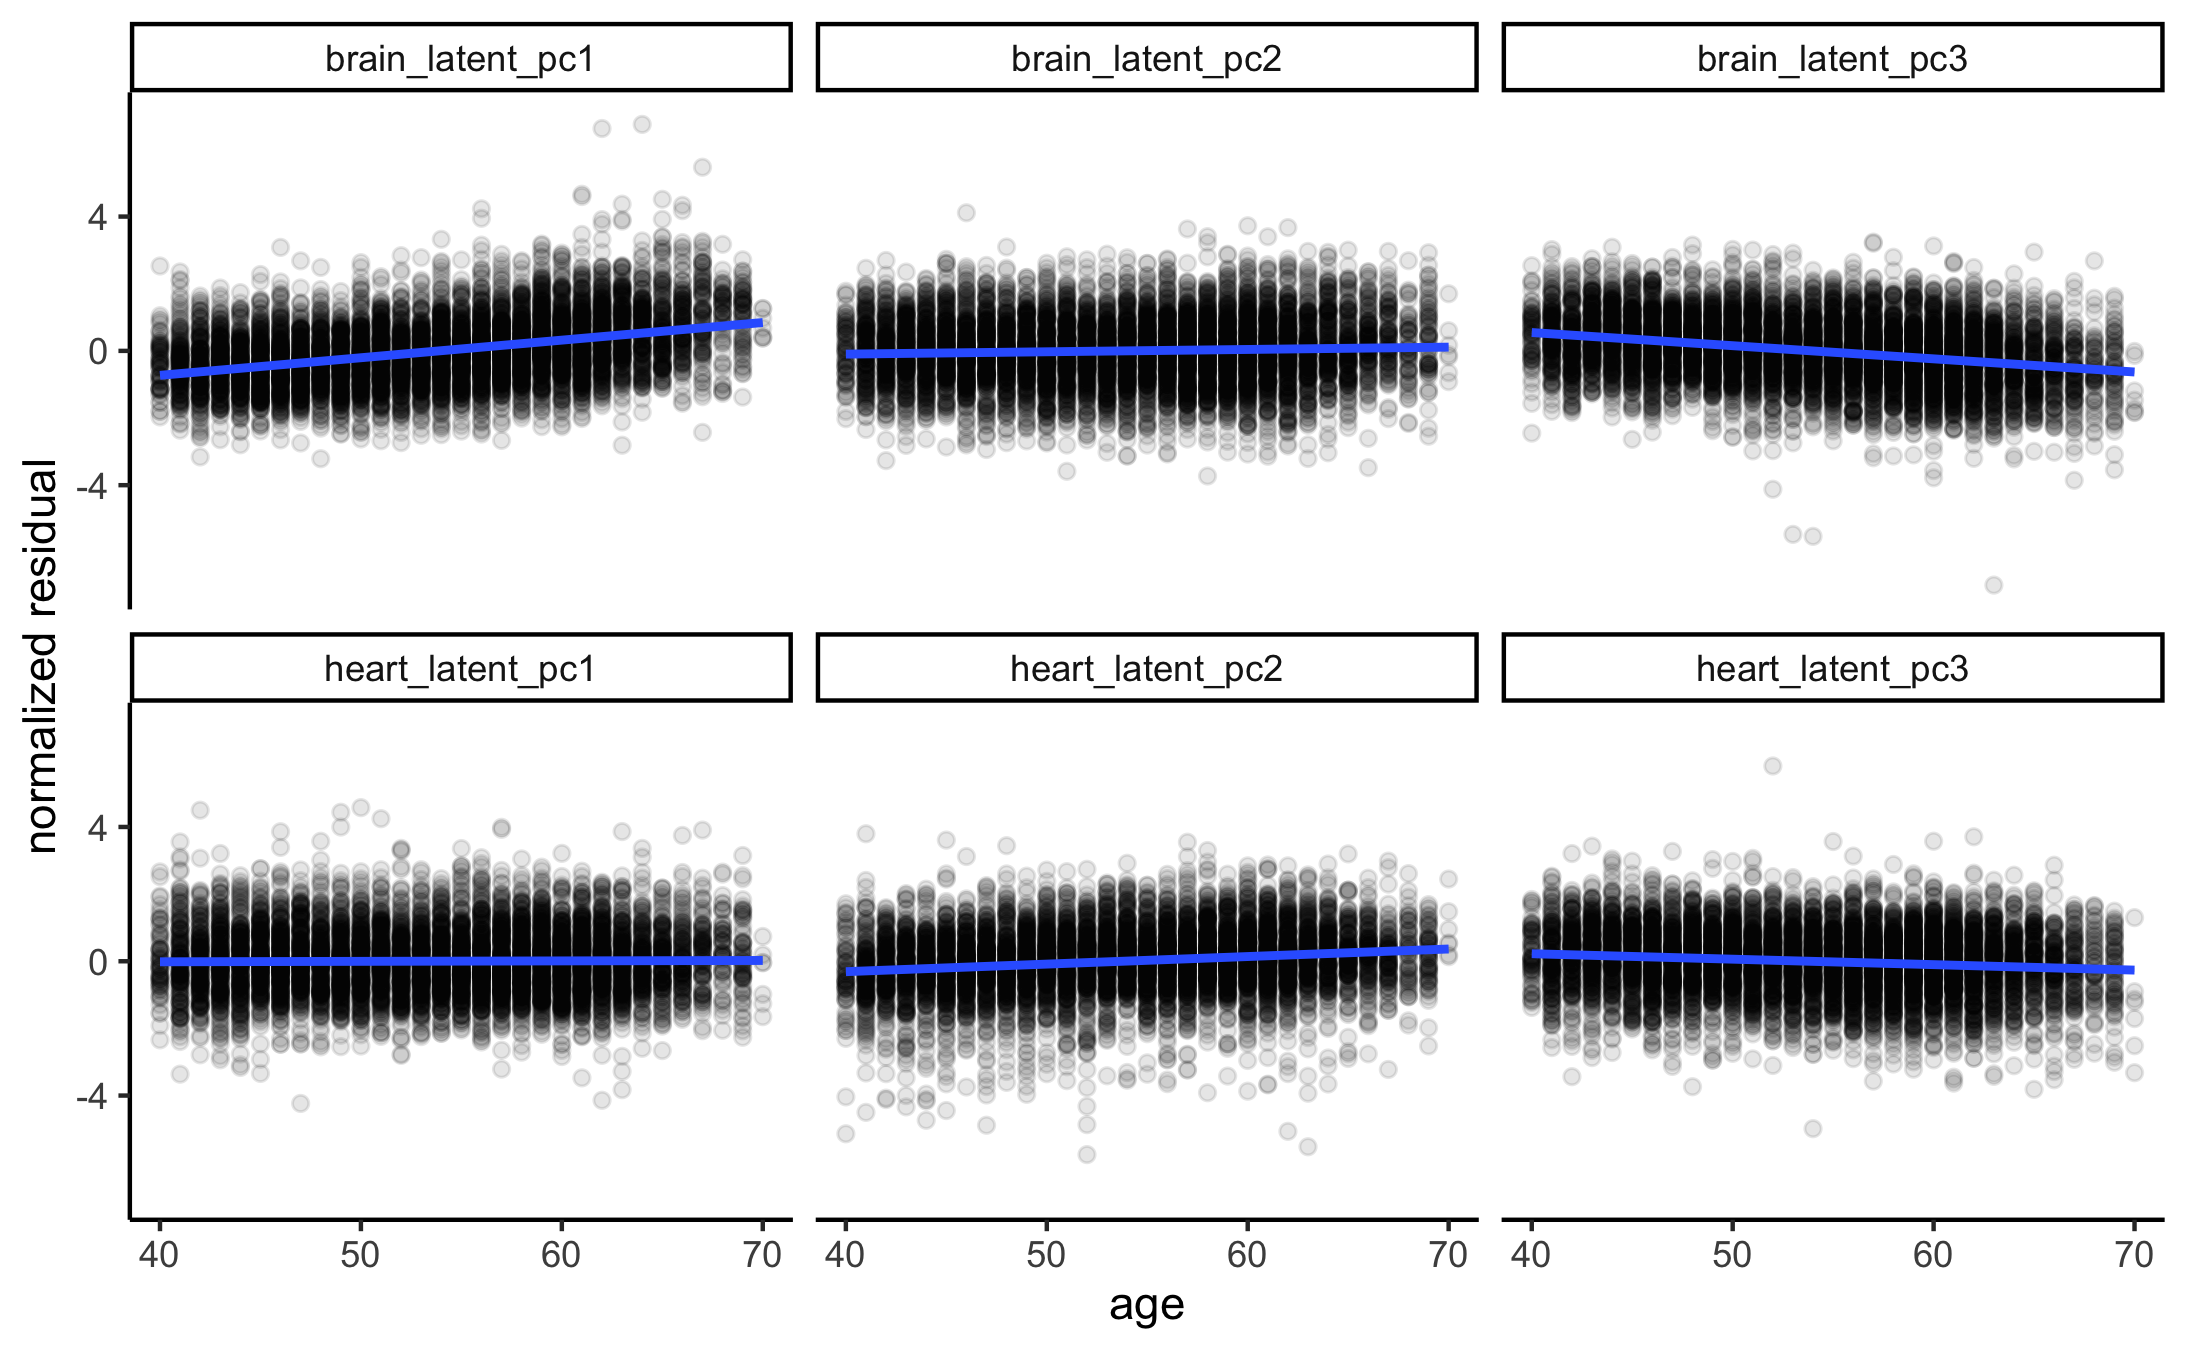 brain_latent_pc1
brain_latent_pc2
brain_latent_pc3
4
0
-4
normalized residual
heart_latent_pc1
heart_latent_pc2
heart_latent_pc3
4
0
-4
40 50 60 70 40 50 60 70 40 50 60 70
age